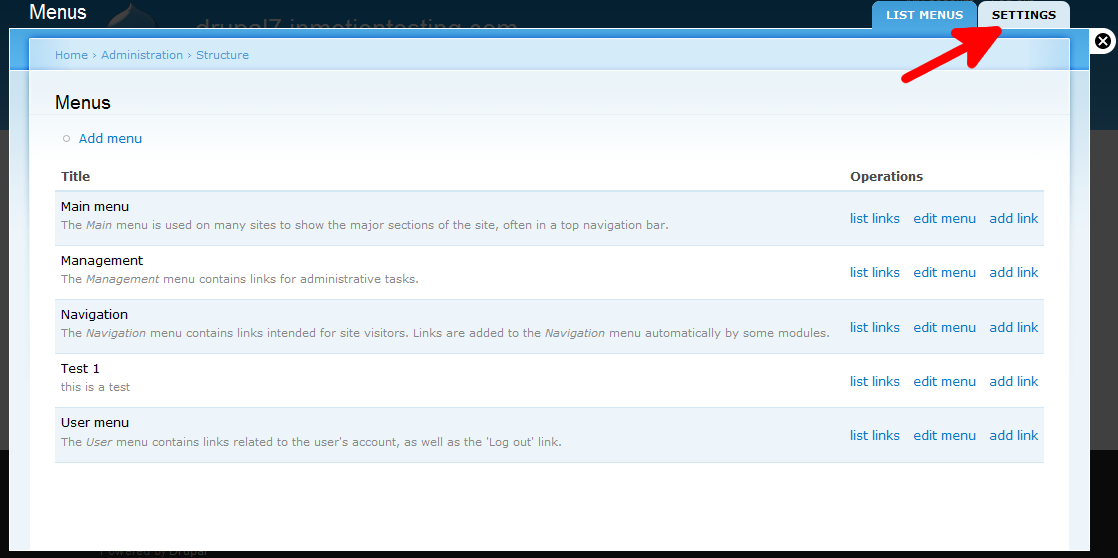 Menus
drupal7.inmotiontesting.com
LIST MENUS
SETTINGS
Home › Administration › Structure
Menus
Add menu
Title Operations
Main menu
The Main menu is used on many sites to show the major sections of the site, often in a top navigation bar.
list links edit menu add link
Management
The Management menu contains links for administrative tasks.
list links edit menu add link
Navigation
The Navigation menu contains links intended for site visitors. Links are added to the Navigation menu automatically by some modules.
list links edit menu add link
Test 1
this is a test
list links edit menu add link
User menu
The User menu contains links related to the user's account, as well as the 'Log out' link.
list links edit menu add link
Powered by Drupal